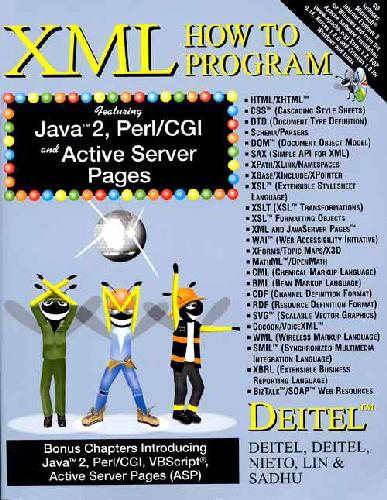 XML HOW TO
PROGRAM
Featuring
Java™ 2, Perl/CGI
and Active Server
Pages
- HTML/XHTML™
- CSS™ (Cascading Style Sheets)
- DTD (Document Type Definition)
- Schema/Parsers
- DOM™ (Document Object Model)
- SAX (Simple API for XML)
- XPath/XLink/Namespaces
- XBase/XInclude/XPointer
- XSL™ (Extensible Stylesheet
Language)
- XSLT (XSL™ Transformations)
- XSL™ Formatting Objects
- XML and JavaServer Pages™
- WAI™ (Web Accessibility Initiative)
- XForms/Topic Maps/X3D
- MathML™/OpenMath
- CML (Chemical Markup Language)
- BML (Bean Markup Language)
- CDF (Channel Definition Format)
- RDF (Resource Definition Format)
- SVG™ (Scalable Vector Graphics)
- Cocoon/VoiceXML™
- WML (Wireless Markup Language)
- SMIL™ (Synchronized Multimedia
Integration Language)
- XBRL (Extensible Business
Reporting Language)
- BizTalk™/SOAP™ Web Resources
DEITEL™
DEITEL, DEITEL,
NIETO, LIN &
SADHU
Bonus Chapters Introducing
Java™ 2, Perl/CGI, VBScript®,
Active Server Pages (ASP)